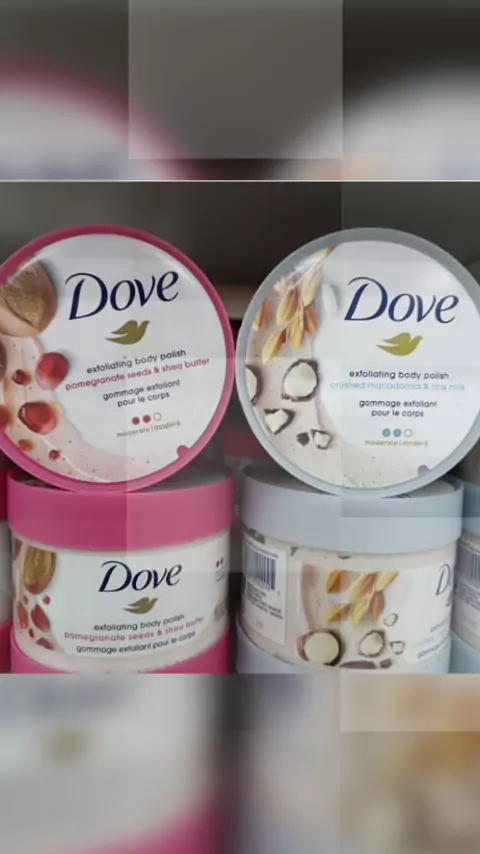 Dove
exfoliating body polish
pomegranate seeds & shea butter
gommage exfoliant
pour le corps
moderate | modéré
Dove
exfoliating body polish
crushed macadamia & rice milk
gommage exfoliant
pour le corps
moderate | modéré
Dove
exfoliating body polish
pomegranate seeds & shea butter
gommage exfoliant pour le corps